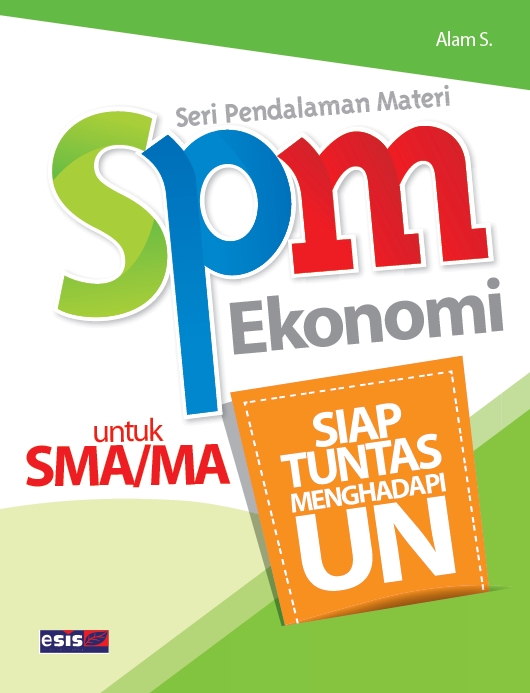 Alam S.
Seri Pendalaman Materi
spm
Ekonomi
untuk
SMA/MA
SIAP
TUNTAS
MENGHADAPI
UN
esis